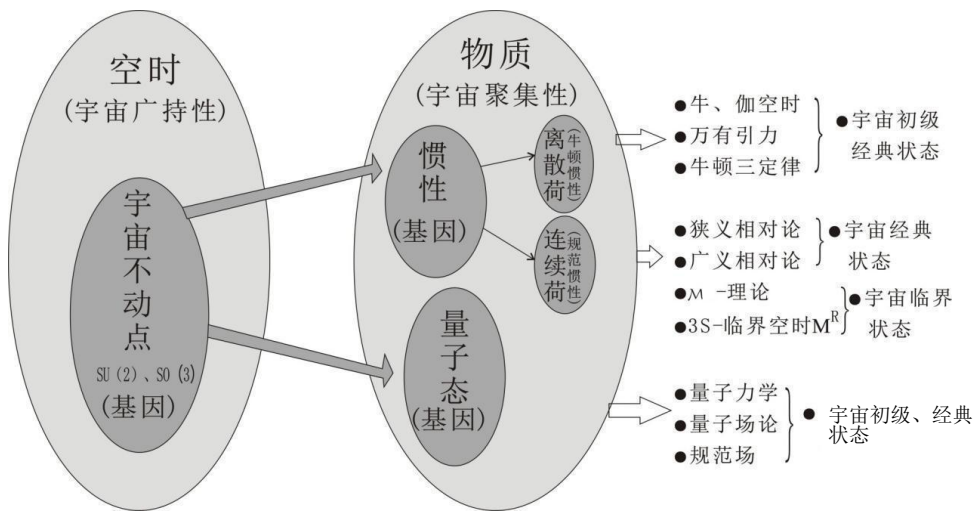 空时
(宇宙广持性)
宇宙不动点
SU(2)、SO(3)
(基因)
物质
(宇宙聚集性)
惯性
(基因)
离散荷
(牛顿惯性)
连续荷
(规范惯性)
量子态
(基因)
●牛、伽空时
●万有引力
●牛顿三定律
●宇宙初级
经典状态
●狭义相对论
●广义相对论
●宇宙经典
状态
●M-理论
●3S-临界空时Mᴿ
●宇宙临界
状态
●量子力学
●量子场论
●规范场
● 宇宙初级、经典
状态